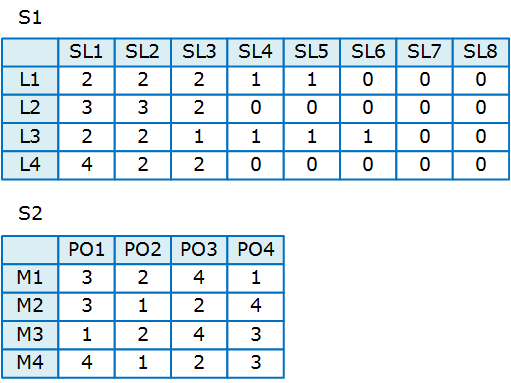 S1
SL1 SL2 SL3 SL4 SL5 SL6 SL7 SL8
L1 2 2 2 1 1 0 0 0
L2 3 3 2 0 0 0 0 0
L3 2 2 1 1 1 1 0 0
L4 4 2 2 0 0 0 0 0
S2
PO1 PO2 PO3 PO4
M1 3 2 4 1
M2 3 1 2 4
M3 1 2 4 3
M4 4 1 2 3